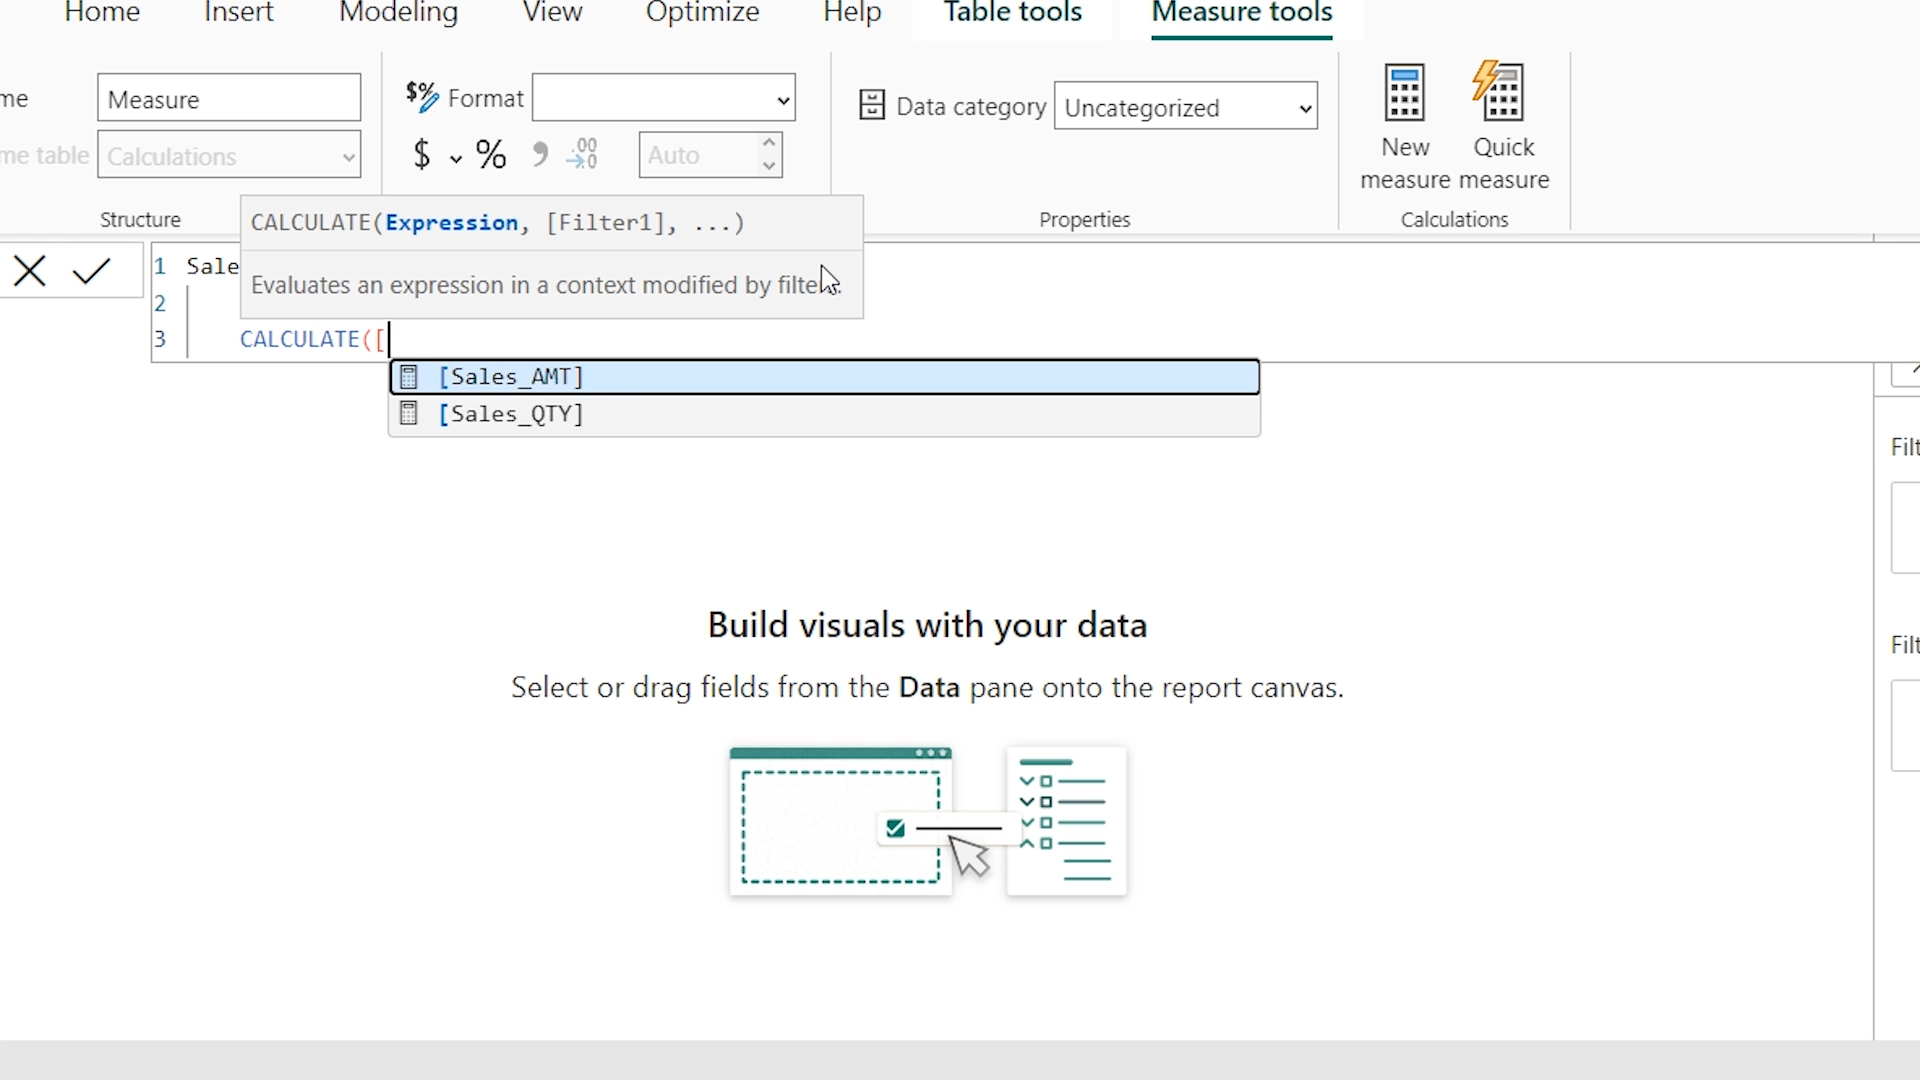 Home Insert Modeling View Optimize Help Table tools Measure tools
me Measure $% Format Data category Uncategorized
me table Calculations $ % , .00 →.0 Auto
New measure
Quick measure
Structure Properties Calculations
CALCULATE(Expression, [Filter1], ...)
Evaluates an expression in a context modified by filte
1 Sale
2
3 CALCULATE([
[Sales_AMT]
[Sales_QTY]
Filt
Build visuals with your data
Filt
Select or drag fields from the Data pane onto the report canvas.